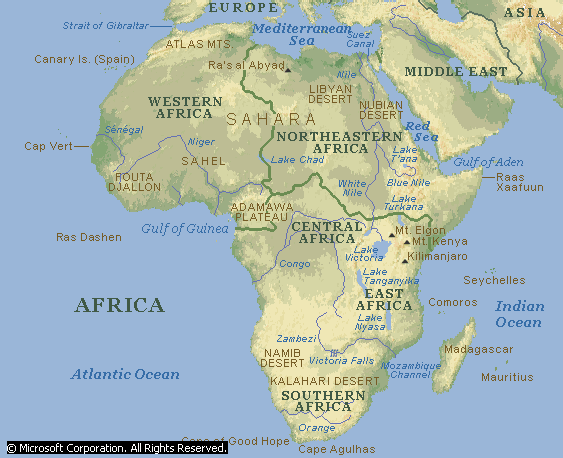 EUROPE
ASIA
Strait of Gibraltar
Mediterranean
Sea
Suez
Canal
ATLAS MTS.
Canary Is. (Spain)
Ra's al Abyad
Nile
MIDDLE EAST
LIBYAN
DESERT
WESTERN
AFRICA
NUBIAN
DESERT
SAHARA
Red
Sea
Sénégal
NORTHEASTERN
AFRICA
Niger
Cap Vert
SAHEL
Lake Chad
Lake
T'ana
Gulf of Aden
FOUTA
DJALLON
White
Nile
Blue Nile
Raas
Xaafuun
Lake
Turkana
ADAMAWA
PLATEAU
Gulf of Guinea
CENTRAL
AFRICA
Mt. Elgon
Ras Dashen
Mt. Kenya
Lake
Victoria
Kilimanjaro
Congo
Lake
Tanganyika
Seychelles
EAST
AFRICA
AFRICA
Comoros
Indian
Ocean
Lake
Nyasa
Zambezi
Madagascar
NAMIB
DESERT
Victoria Falls
Mozambique
Channel
Atlantic Ocean
Mauritius
KALAHARI DESERT
SOUTHERN
AFRICA
Orange
Cape of Good Hope
Cape Agulhas
© Microsoft Corporation. All Rights Reserved.